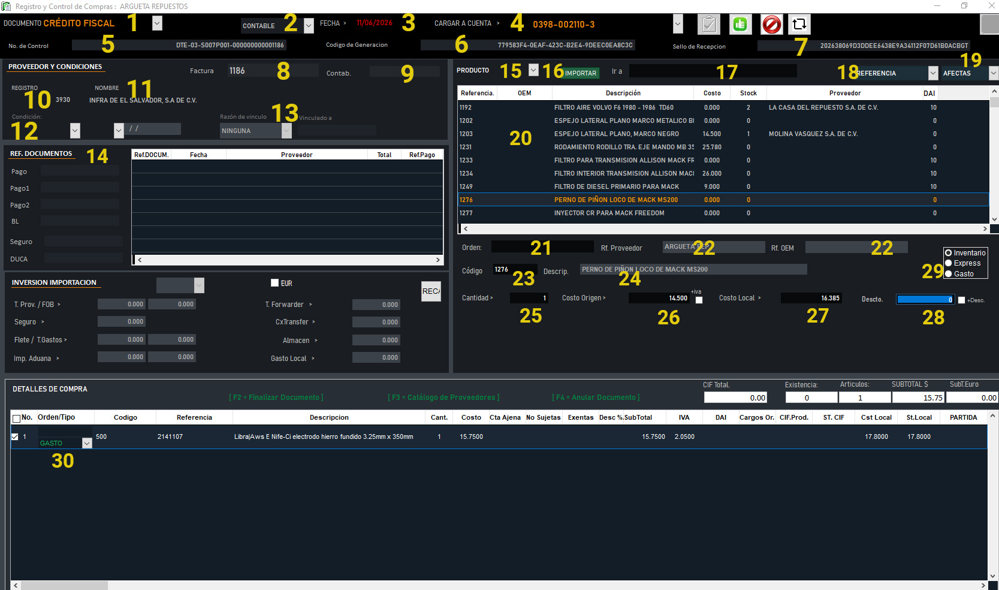 Registro y Control de Compras : ARGUETA REPUESTOS
DOCUMENTO CRÉDITO FISCAL 1 CONTABLE 2 FECHA > 11/06/2026 3 CARGAR A CUENTA > 4 0398-002110-3
No. de Control 5 DTE-03-S007P001-000000000001186 Codigo de Generacion 6 779583F4-0EAF-423C-B2E4-9DEEC0EA8C3C Sello de Recepcion 7 202638069D3DDEE6438E9A34112F07D61B0ACBGT
PROVEEDOR Y CONDICIONES Factura 1186 8 Contab. 9
REGISTRO 10 3930 NOMBRE 11 INFRA DE EL SALVADOR, S.A DE C.V.
Condición: 12 / / Razón de vinculo 13 NINGUNA Vinculado a
REF. DOCUMENTOS 14
Pago
Pago1
Pago2
BL
Seguro
DUCA
Ref.DOCUM. Fecha Proveedor Total Ref.Pago
INVERSION IMPORTACION EUR RECA
T. Prov. / FOB > 0.000 0.000 T. Forwarder > 0.000
Seguro > 0.000 CxTransfer > 0.000
Flete / T.Gastos > 0.000 0.000 Almacen > 0.000
Imp. Aduana > 0.000 0.000 Gasto Local > 0.000
PRODUCTO 15 16 IMPORTAR Ir a 17 18 REFERENCIA 19 AFECTAS
Referencia. OEM Descripción Costo Stock Proveedor DAI
1192 FILTRO AIRE VOLVO F6 1980 - 1986 TD60 0.000 2 LA CASA DEL REPUESTO S.A. DE C.V. 10
1202 ESPEJO LATERAL PLANO MARCO METALICO BI 0.000 0 0
1203 ESPEJO LATERAL PLANO, MARCO NEGRO 14.500 1 MOLINA VASQUEZ S.A. DE C.V. 0
20
1231 RODAMIENTO RODILLO TRA. EJE MANDO MB 35 25.780 0 0
1233 FILTRO PARA TRANSMISION ALLISON MACK FR 0.000 0 10
1234 FILTRO INTERIOR TRANSMISION ALLISON MACI 26.000 0 10
1249 FILTRO DE DIESEL PRIMARIO PARA MACK 9.000 0 10
1276 PERNO DE PIÑON LOCO DE MACK MS200 0.000 0 0
1277 INYECTOR CR PARA MACK FREEDOM 0.000 0 0
Orden: 21 Rf. Proveedor ARGUETA REP 22 Rf. OEM 22
Código 1276 23 Descrip. PERNO DE PIÑON LOCO DE MACK MS200 24
29 Inventario
Express
Gasto
Cantidad > 1 Costo Origen > 14.500 +iva Costo Local > 16.385 Descto. 0 +Desc.
25 26 27 28
DETALLES DE COMPRA
[ F2 = Finalizar Documento ] [ F3 = Catálogo de Proveedores ] [ F4 = Anular Documento ]
CIF Total. Existencia: Articulos: SUBTOTAL $ SubT.Euro
0.00 0 1 15.75 0.00
No. Orden/Tipo Codigo Referencia Descripcion Cant. Costo Cta Ajena No Sujetas Exentas Desc %. SubTotal IVA DAI Cargos Or. CIF.Prod. ST. CIF Cst Local St.Local PARTIDA
1 GASTO 500 2141107 Libra|Aws E Nife-Ci electrodo hierro fundido 3.25mm x 350mm 1 15.7500 15.7500 2.0500 17.8000 17.8000
30